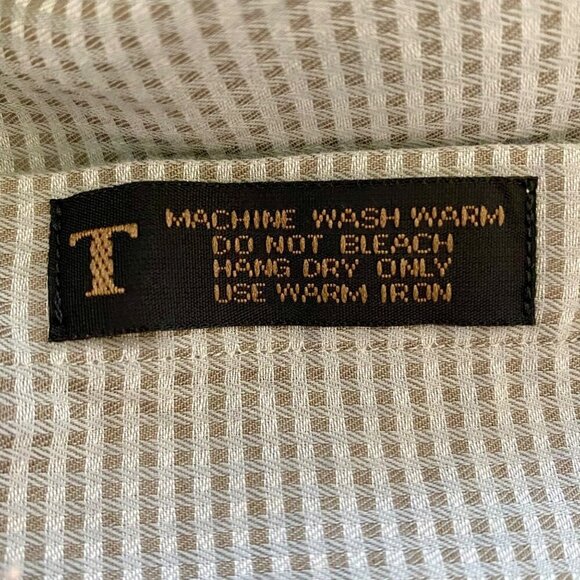 T
MACHINE WASH WARM
DO NOT BLEACH
HANG DRY ONLY
USE WARM IRON